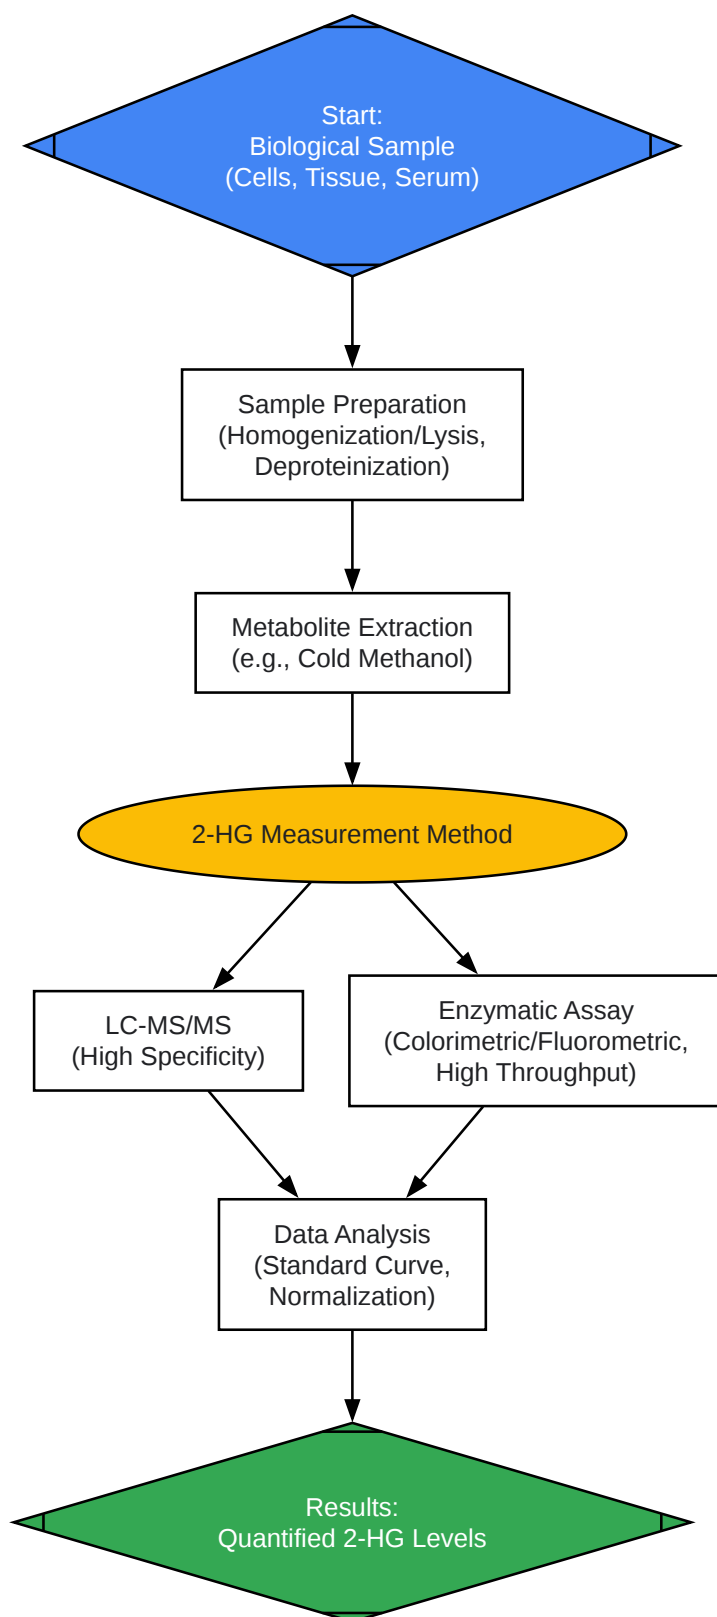 Start:
Biological Sample
(Cells, Tissue, Serum)
Sample Preparation
(Homogenization/Lysis,
Deproteinization)
Metabolite Extraction
(e.g., Cold Methanol)
2-HG Measurement Method
LC-MS/MS
(High Specificity)
Enzymatic Assay
(Colorimetric/Fluorometric,
High Throughput)
Data Analysis
(Standard Curve,
Normalization)
Results:
Quantified 2-HG Levels